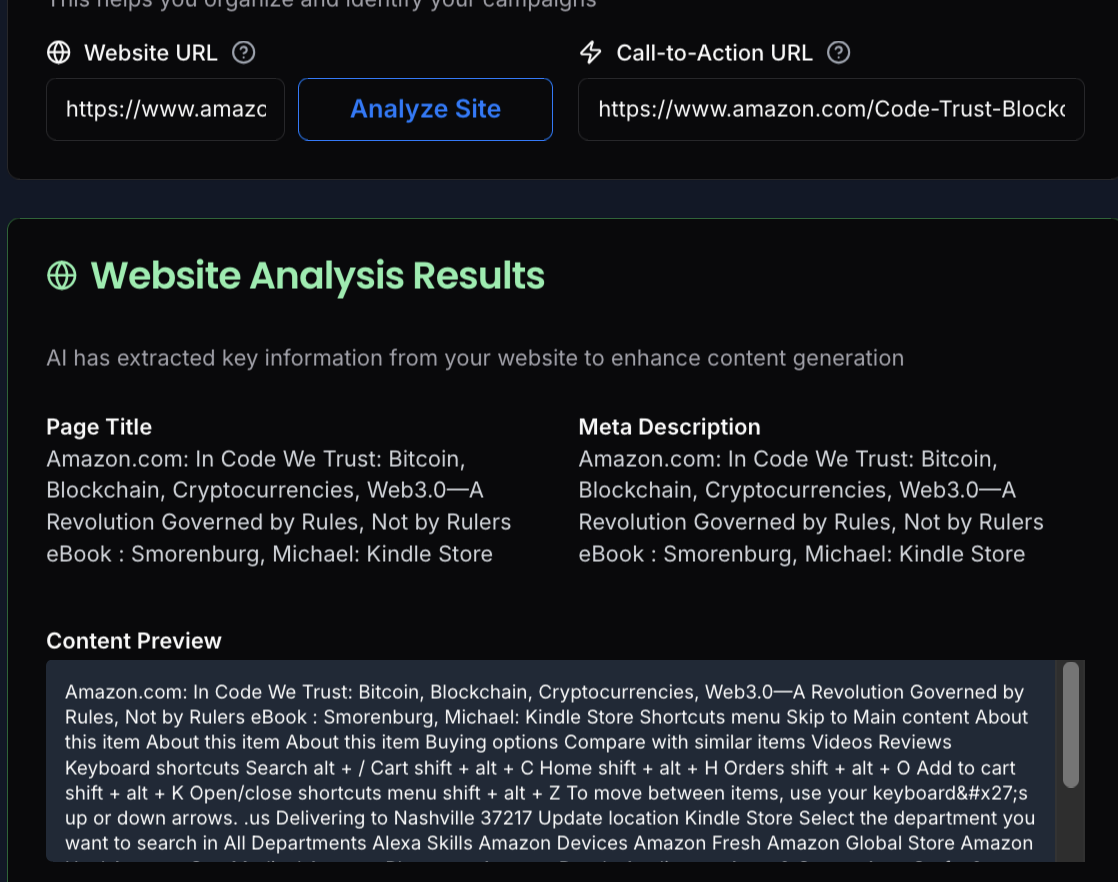 This helps you organize and identify your campaigns
Website URL
Call-to-Action URL
https://www.amazc
Analyze Site
https://www.amazon.com/Code-Trust-Blockc
Website Analysis Results
AI has extracted key information from your website to enhance content generation
Page Title
Amazon.com: In Code We Trust: Bitcoin,
Blockchain, Cryptocurrencies, Web3.0—A
Revolution Governed by Rules, Not by Rulers
eBook : Smorenburg, Michael: Kindle Store
Meta Description
Amazon.com: In Code We Trust: Bitcoin,
Blockchain, Cryptocurrencies, Web3.0—A
Revolution Governed by Rules, Not by Rulers
eBook : Smorenburg, Michael: Kindle Store
Content Preview
Amazon.com: In Code We Trust: Bitcoin, Blockchain, Cryptocurrencies, Web3.0—A Revolution Governed by
Rules, Not by Rulers eBook : Smorenburg, Michael: Kindle Store Shortcuts menu Skip to Main content About
this item About this item About this item Buying options Compare with similar items Videos Reviews
Keyboard shortcuts Search alt + / Cart shift + alt + C Home shift + alt + H Orders shift + alt + O Add to cart
shift + alt + K Open/close shortcuts menu shift + alt + Z To move between items, use your keyboard&#x27;s
up or down arrows. .us Delivering to Nashville 37217 Update location Kindle Store Select the department you
want to search in All Departments Alexa Skills Amazon Devices Amazon Fresh Amazon Global Store Amazon